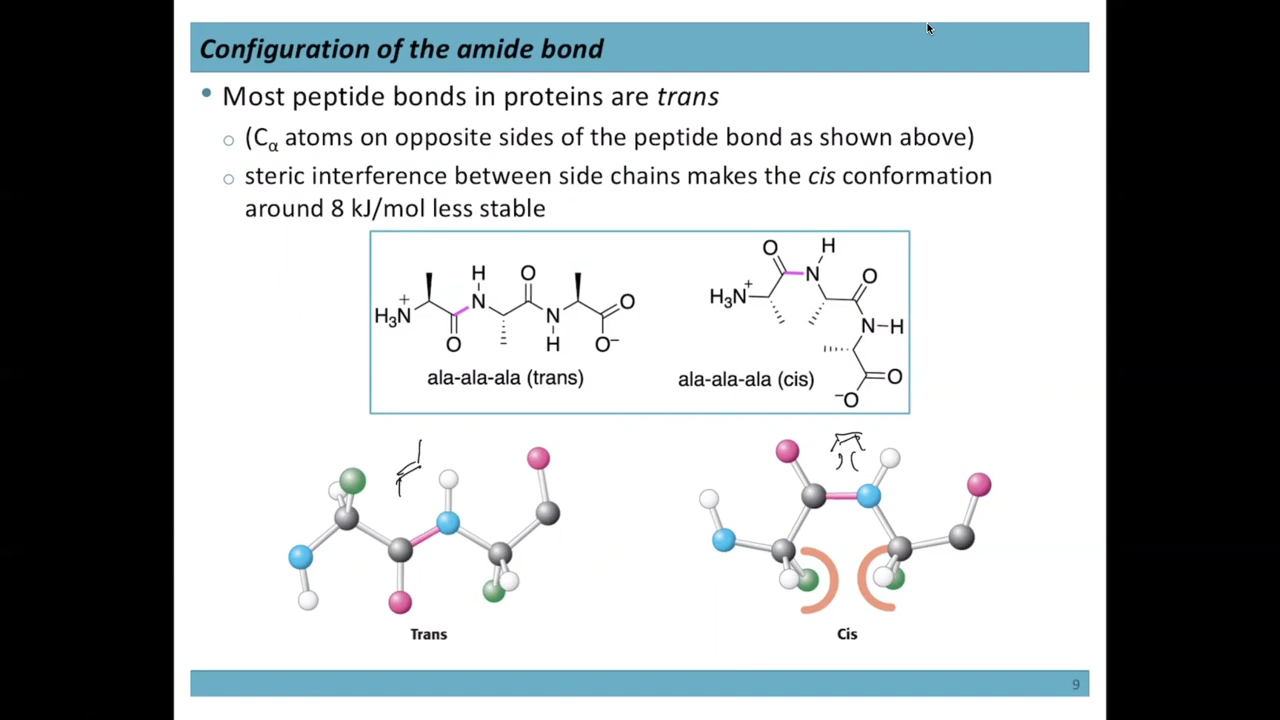 Configuration of the amide bond
• Most peptide bonds in proteins are trans
○ (Cα atoms on opposite sides of the peptide bond as shown above)
○ steric interference between side chains makes the cis conformation
around 8 kJ/mol less stable
H O
H3N+ N N O
O H O−
ala-ala-ala (trans)
O H
H3N+ N O
N–H
O
−O
ala-ala-ala (cis)
Trans
Cis
9